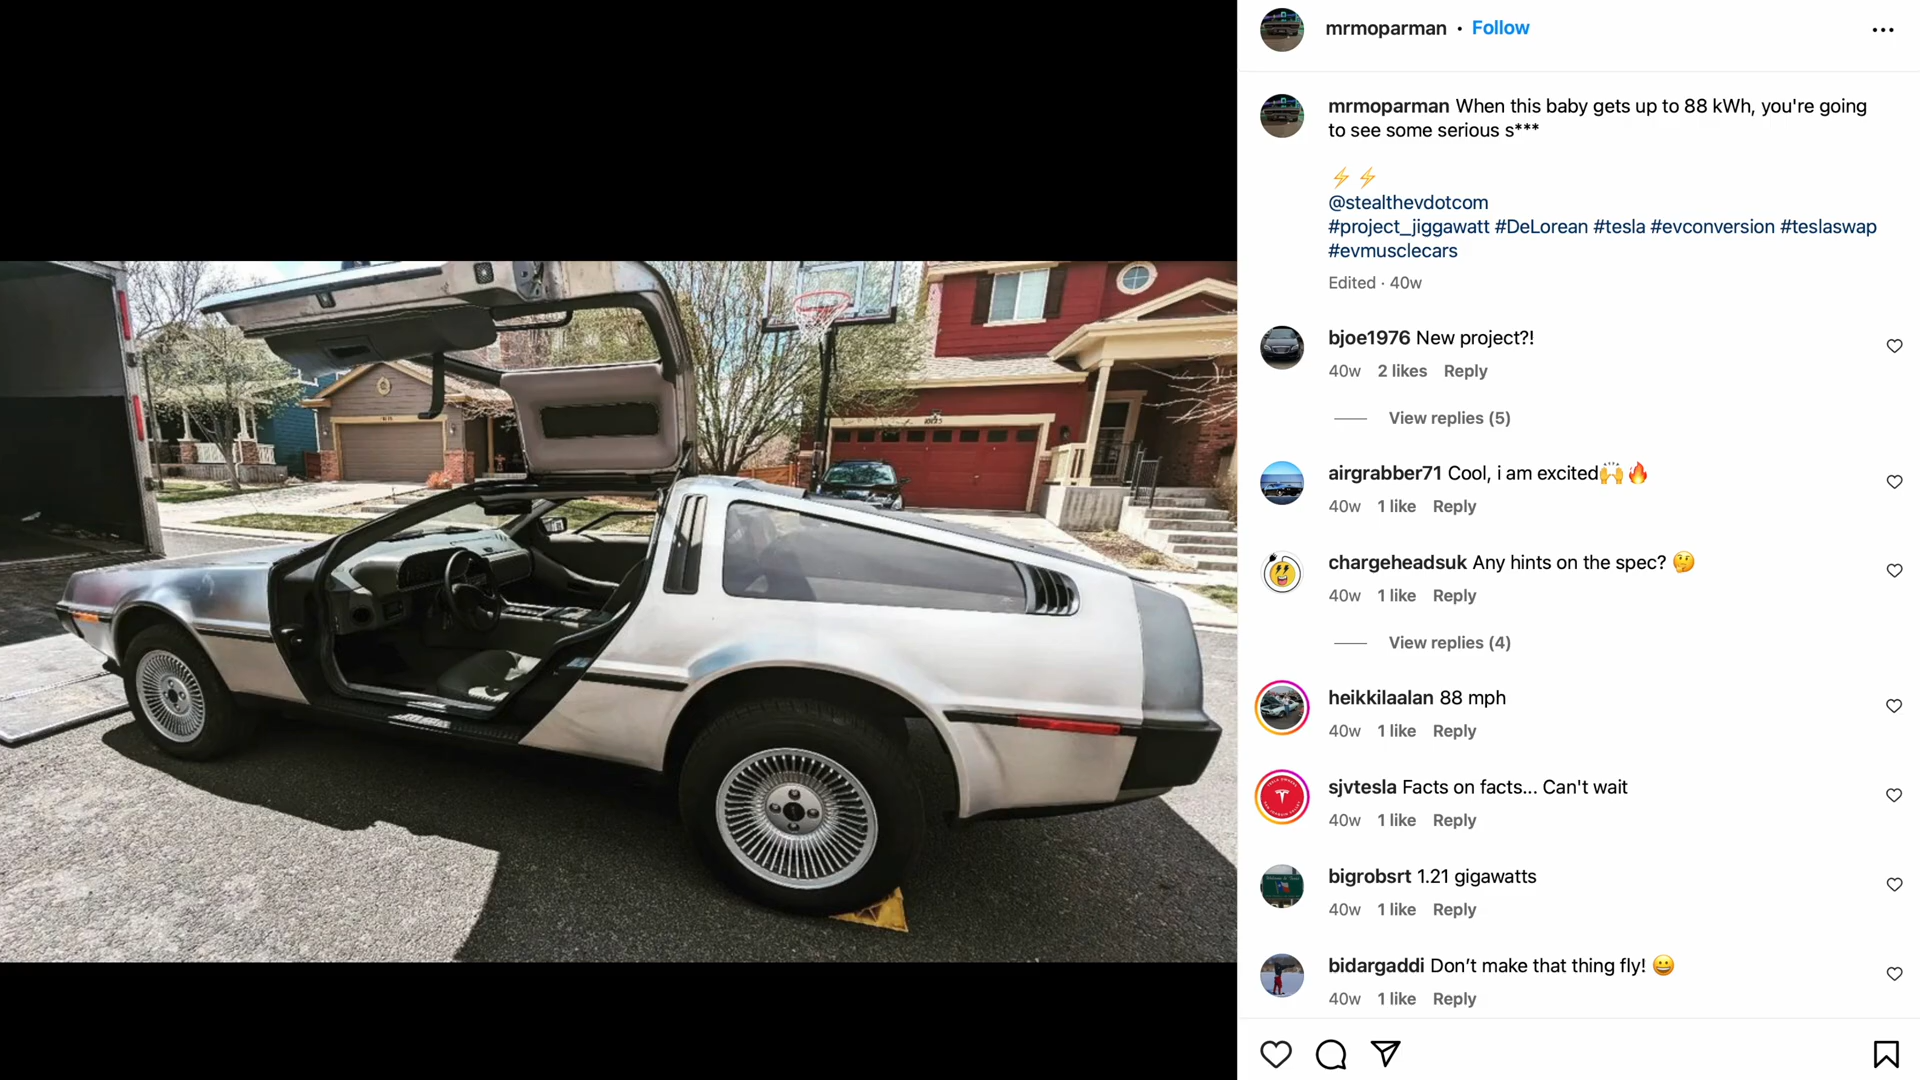 mrmoparman • Follow
mrmoparman When this baby gets up to 88 kWh, you're going
to see some serious s***
⚡⚡
@stealthevdotcom
#project_jiggawatt #DeLorean #tesla #evconversion #teslaswap
#evmusclecars
Edited · 40w
bjoe1976 New project?!
40w 2 likes Reply
View replies (5)
airgrabber71 Cool, i am excited🙌🔥
40w 1 like Reply
chargeheadsuk Any hints on the spec? 🤔
40w 1 like Reply
View replies (4)
heikkilaalan 88 mph
40w 1 like Reply
sjvtesla Facts on facts... Can't wait
40w 1 like Reply
bigrobsrt 1.21 gigawatts
40w 1 like Reply
bidargaddi Don’t make that thing fly! 😀
40w 1 like Reply